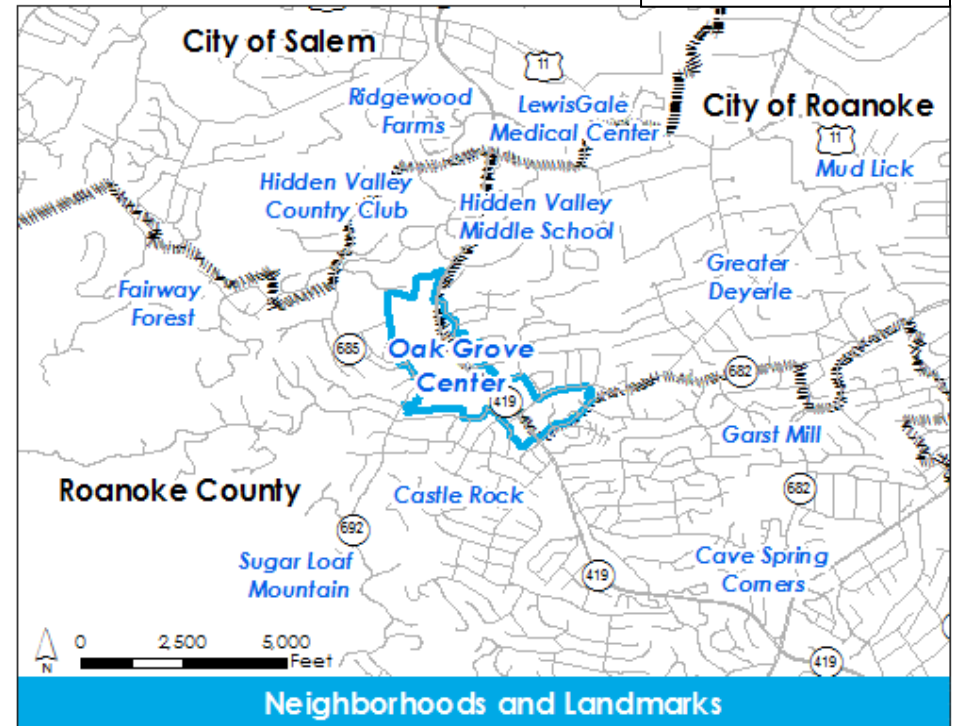 City of Salem
11
Ridgewood
Farms
LewisGale
Medical Center
City of Roanoke
11
Mud Lick
Hidden Valley
Country Club
Hidden Valley
Middle School
Greater
Deyerle
Fairway
Forest
685
Oak Grove
Center
419
682
Garst Mill
Roanoke County
Castle Rock
682
692
Sugar Loaf
Mountain
419
Cave Spring
Corners
419
N
0 2,500 5,000
Feet
Neighborhoods and Landmarks